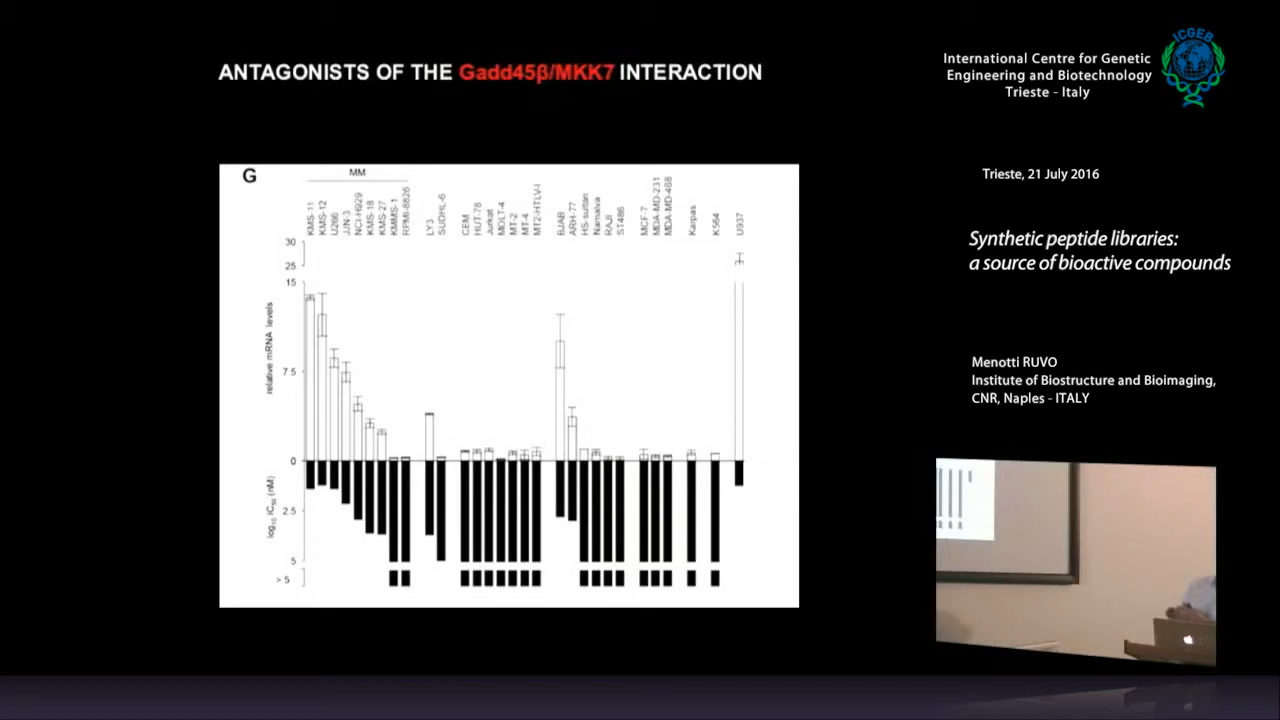 ANTAGONISTS OF THE Gadd45β/MKK7 INTERACTION
ICGEB
International Centre for Genetic
Engineering and Biotechnology
Trieste - Italy
Trieste, 21 July 2016
Synthetic peptide libraries:
a source of bioactive compounds
Menotti RUVO
Institute of Biostructure and Bioimaging,
CNR, Naples - ITALY
G
MM
KMS-11
KMS-12
U266
JJN-3
NCI-H929
KMS-18
KMS-27
KMMS-1
RPMI-8826
LY3
SUDHL-6
CEM
HUT-78
Jurkat
MOLT-4
MT-2
MT-4
MT2-HTLV-I
BJAB
ARH-77
HS-sultan
Namalva
RAJI
ST486
MCF-7
MDA-MD-231
MDA-MD-468
Karpas
K564
U937
30
25
15
7.5
0
2.5
5
> 5
relative mRNA levels
log₁₀ IC₅₀ (nM)